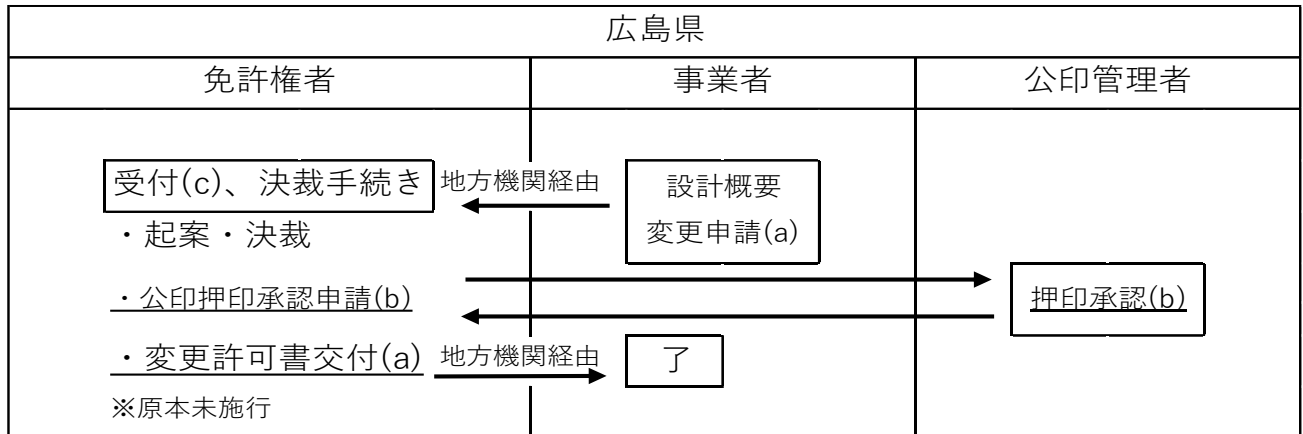 広島県
免許権者
事業者
公印管理者
受付(c)、決裁手続き
地方機関経由
設計概要
変更申請(a)
・起案・決裁
・公印押印承認申請(b)
押印承認(b)
・変更許可書交付(a)
地方機関経由
了
※原本未施行